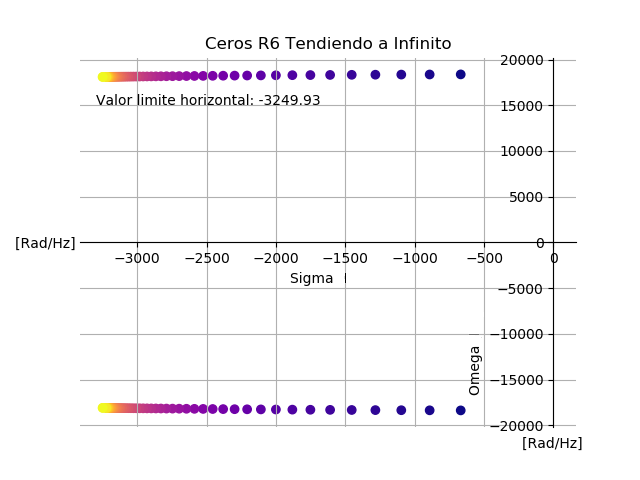 Ceros R6 Tendiendo a Infinito
20000
Valor limite horizontal: -3249.93
15000
10000
5000
[Rad/Hz]
0
−3000 −2500 −2000 −1500 −1000 −500 0
Sigma
−5000
−10000
Omega
−15000
−20000
[Rad/Hz]